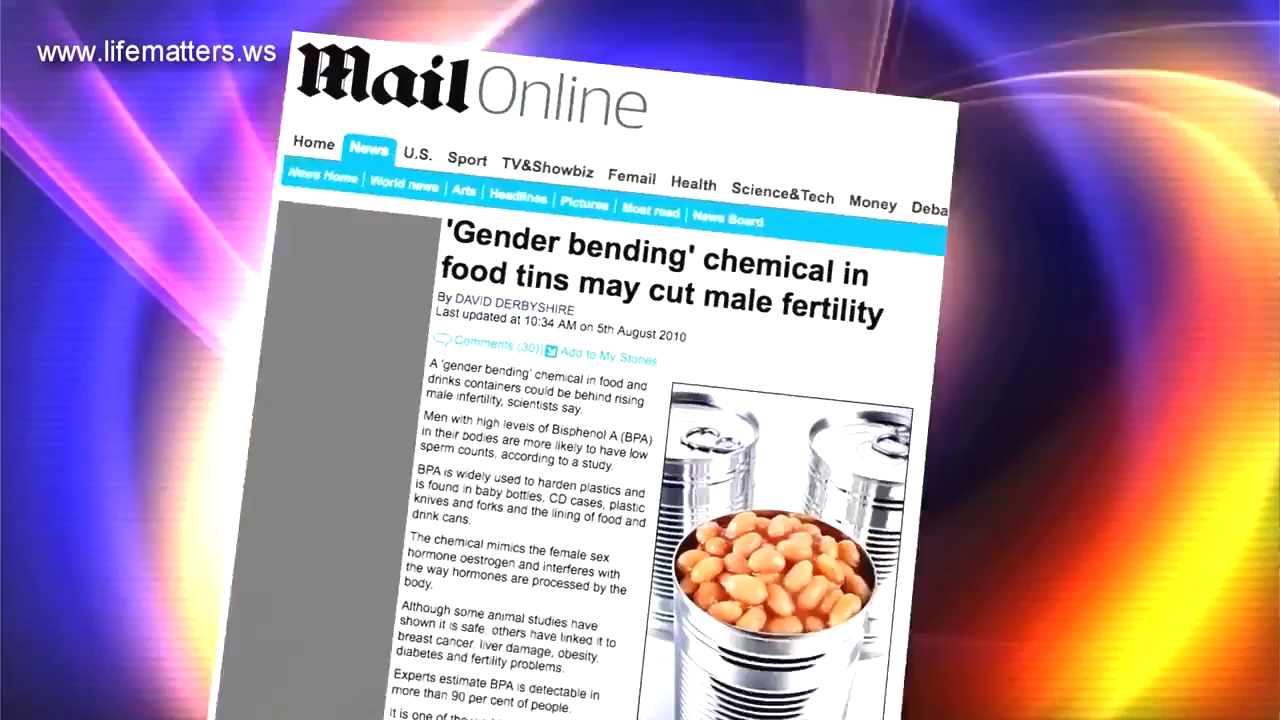 www.lifematters.ws
Mail Online
Home News U.S. Sport TV&Showbiz Femail Health Science&Tech Money Deba
News Home World news Arts Headlines Pictures Most read News Board
'Gender bending' chemical in
food tins may cut male fertility
By DAVID DERBYSHIRE
Last updated at 10:34 AM on 5th August 2010
Comments (30) Add to My Stories
A 'gender bending' chemical in food and
drinks containers could be behind rising
male infertility, scientists say.
Men with high levels of Bisphenol A (BPA)
in their bodies are more likely to have low
sperm counts, according to a study.
BPA is widely used to harden plastics and
is found in baby bottles, CD cases, plastic
knives and forks and the lining of food and
drink cans.
The chemical mimics the female sex
hormone oestrogen and interferes with
the way hormones are processed by the
body.
Although some animal studies have
shown it is safe, others have linked it to
breast cancer, liver damage, obesity,
diabetes and fertility problems.
Experts estimate BPA is detectable in
more than 90 per cent of people.
It is one of the